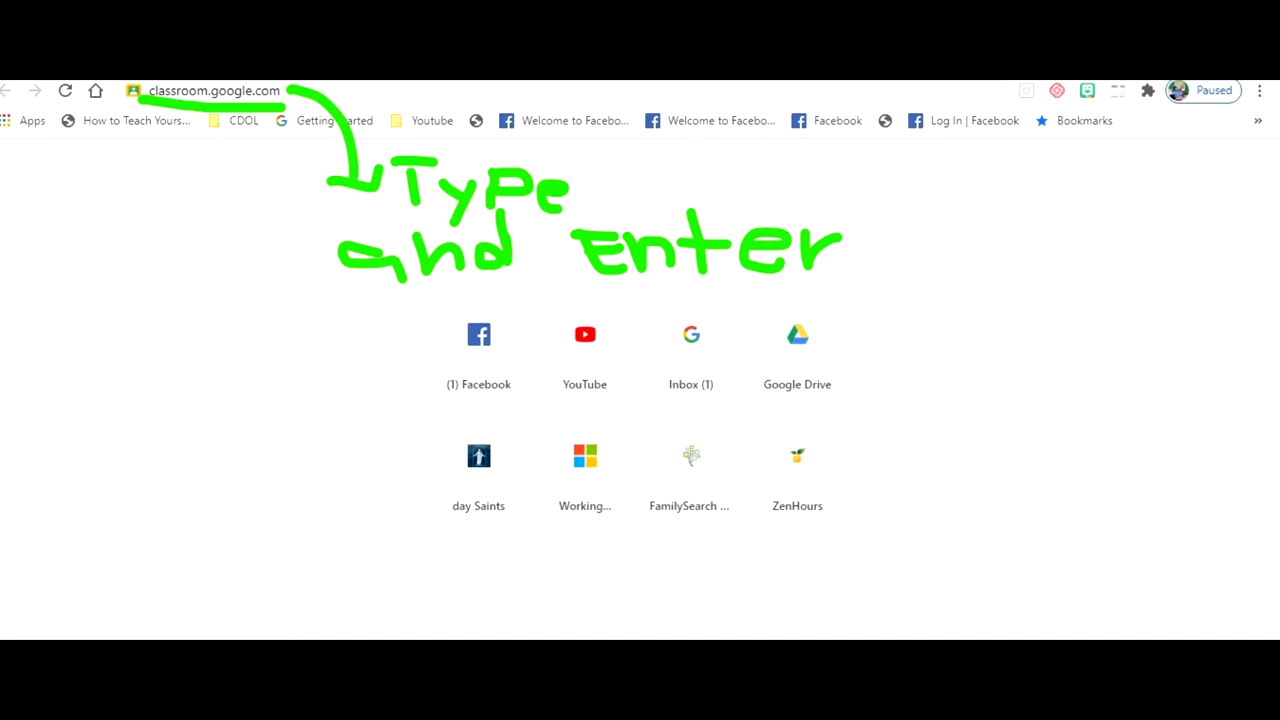 classroom.google.com
Paused
Apps How to Teach Yours... CDOL Getting Started Youtube Welcome to Facebo... Welcome to Facebo... Facebook Log In | Facebook Bookmarks »
Type
and Enter
(1) Facebook YouTube Inbox (1) Google Drive
day Saints Working... FamilySearch ... ZenHours